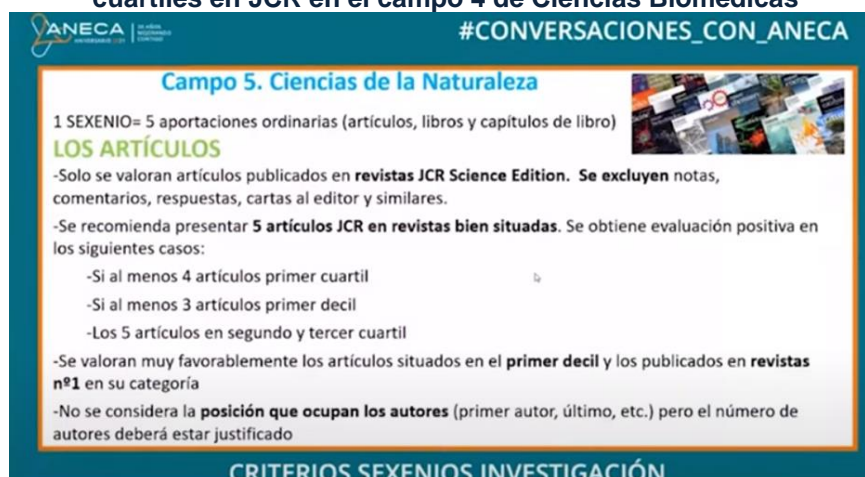 cuartiles en JCR en el campo 4 de Ciencias Biomédicas
ANECA
#CONVERSACIONES_CON_ANECA
Campo 5. Ciencias de la Naturaleza
1 SEXENIO= 5 aportaciones ordinarias (artículos, libros y capítulos de libro)
LOS ARTÍCULOS
-Solo se valoran artículos publicados en revistas JCR Science Edition. Se excluyen notas,
comentarios, respuestas, cartas al editor y similares.
-Se recomienda presentar 5 artículos JCR en revistas bien situadas. Se obtiene evaluación positiva en
los siguientes casos:
-Si al menos 4 artículos primer cuartil
-Si al menos 3 artículos primer decil
-Los 5 artículos en segundo y tercer cuartil
-Se valoran muy favorablemente los artículos situados en el primer decil y los publicados en revistas
nº1 en su categoría
-No se considera la posición que ocupan los autores (primer autor, último, etc.) pero el número de
autores deberá estar justificado
CRITERIOS SEXENIOS INVESTIGACIÓN